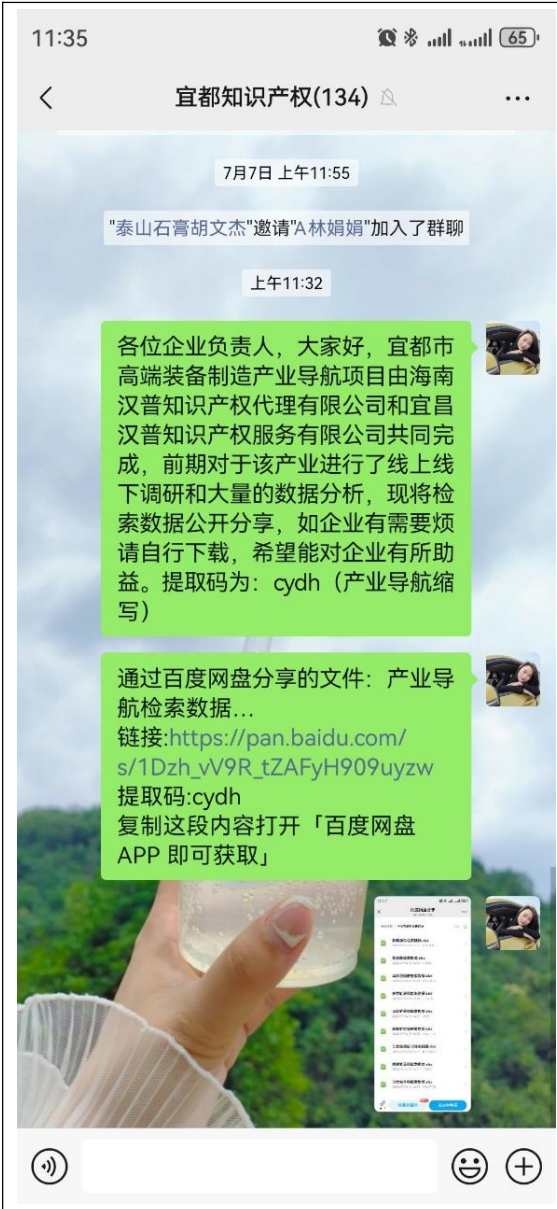 11:35
65
宜都知识产权(134)
7月7日 上午11:55
"泰山石膏胡文杰"邀请"A林娟娟"加入了群聊
上午11:32
各位企业负责人，大家好，宜都市
高端装备制造产业导航项目由海南
汉普知识产权代理有限公司和宜昌
汉普知识产权服务有限公司共同完
成，前期对于该产业进行了线上线
下调研和大量的数据分析，现将检
索数据公开分享，如企业有需要烦
请自行下载，希望能对企业有所助
益。提取码为：cydh（产业导航缩
写）
通过百度网盘分享的文件：产业导
航检索数据...
链接:https://pan.baidu.com/
s/1Dzh_vV9R_tZAFyH909uyzw
提取码:cydh
复制这段内容打开「百度网盘
APP 即可获取」